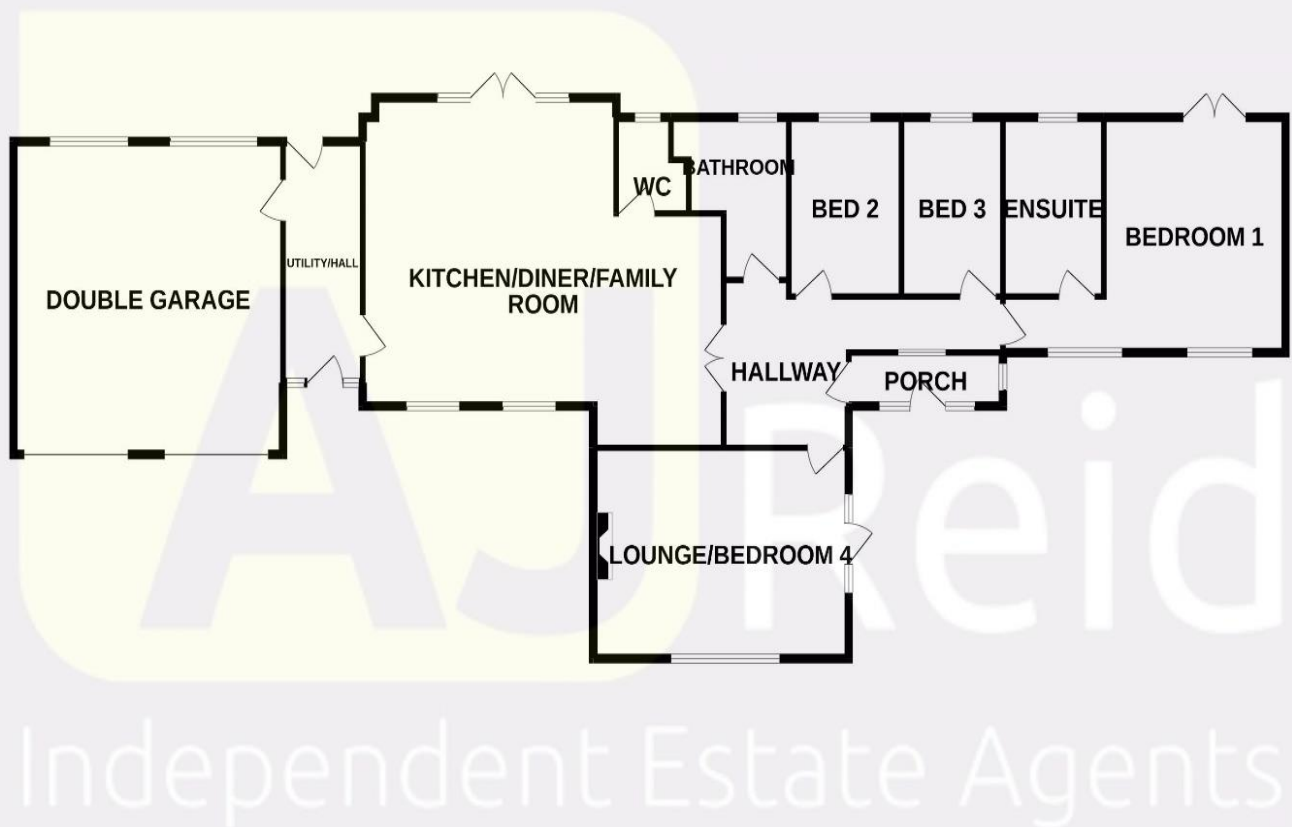 BATHROOM
WC
BED 2
BED 3
ENSUITE
BEDROOM 1
UTILITY/HALL
DOUBLE GARAGE
KITCHEN/DINER/FAMILY
ROOM
HALLWAY
PORCH
LOUNGE/BEDROOM 4
AJ Reid
Independent Estate Agents